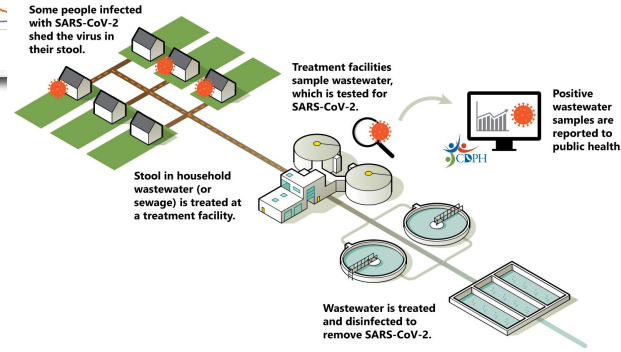 Some people infected
with SARS-CoV-2
shed the virus in
their stool.
Treatment facilities
sample wastewater,
which is tested for
SARS-CoV-2.
Positive
wastewater
samples are
reported to
public health
CDPH
Stool in household
wastewater (or
sewage) is treated at
a treatment facility.
Wastewater is treated
and disinfected to
remove SARS-CoV-2.